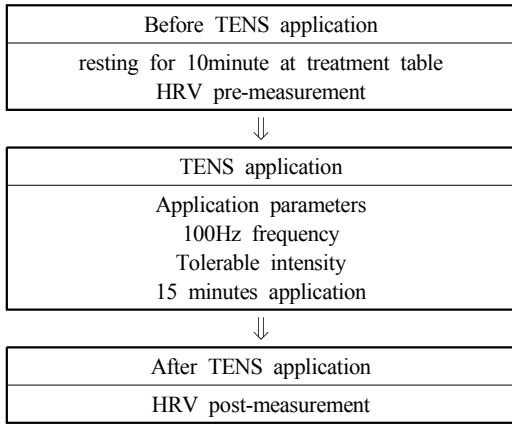 Before TENS application
resting for 10minute at treatment table
HRV pre-measurement
⇓
TENS application
Application parameters
100Hz frequency
Tolerable intensity
15 minutes application
⇓
After TENS application
HRV post-measurement